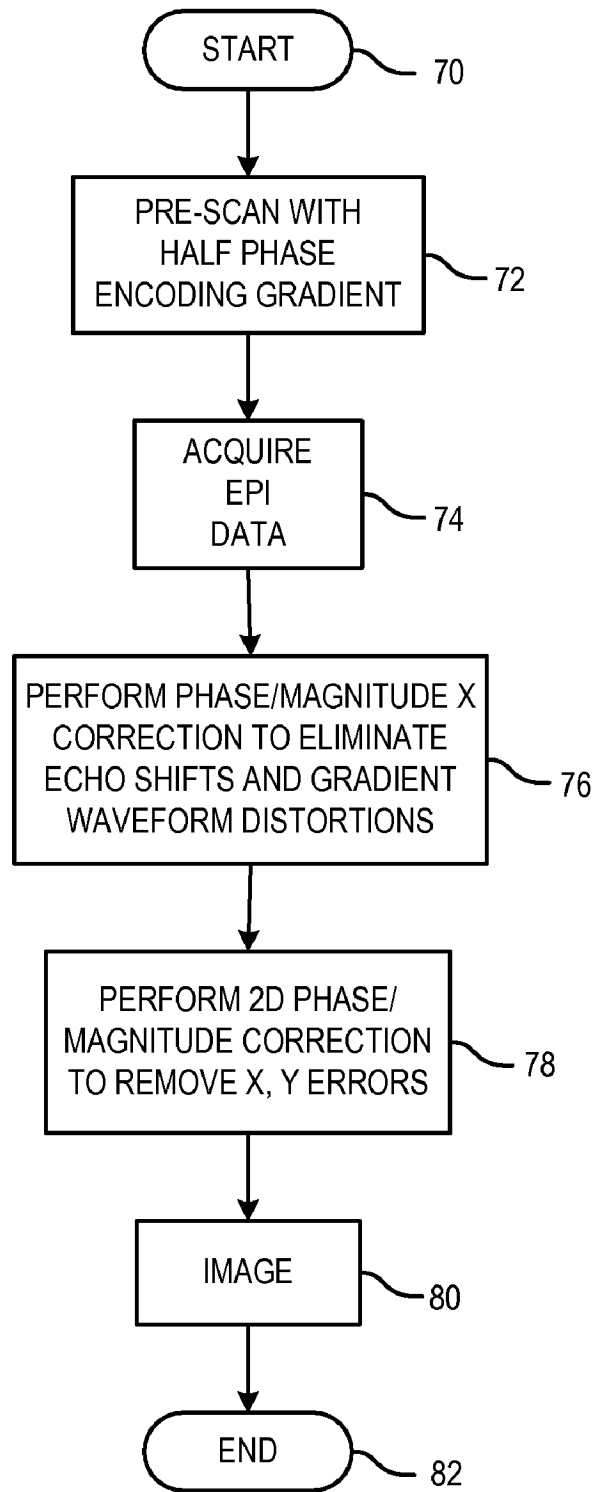 START
70
PRE-SCAN WITH
HALF PHASE
ENCODING GRADIENT
72
ACQUIRE
EPI
DATA
74
PERFORM PHASE/MAGNITUDE X
CORRECTION TO ELIMINATE
ECHO SHIFTS AND GRADIENT
WAVEFORM DISTORTIONS
76
PERFORM 2D PHASE/
MAGNITUDE CORRECTION
TO REMOVE X, Y ERRORS
78
IMAGE
80
END
82